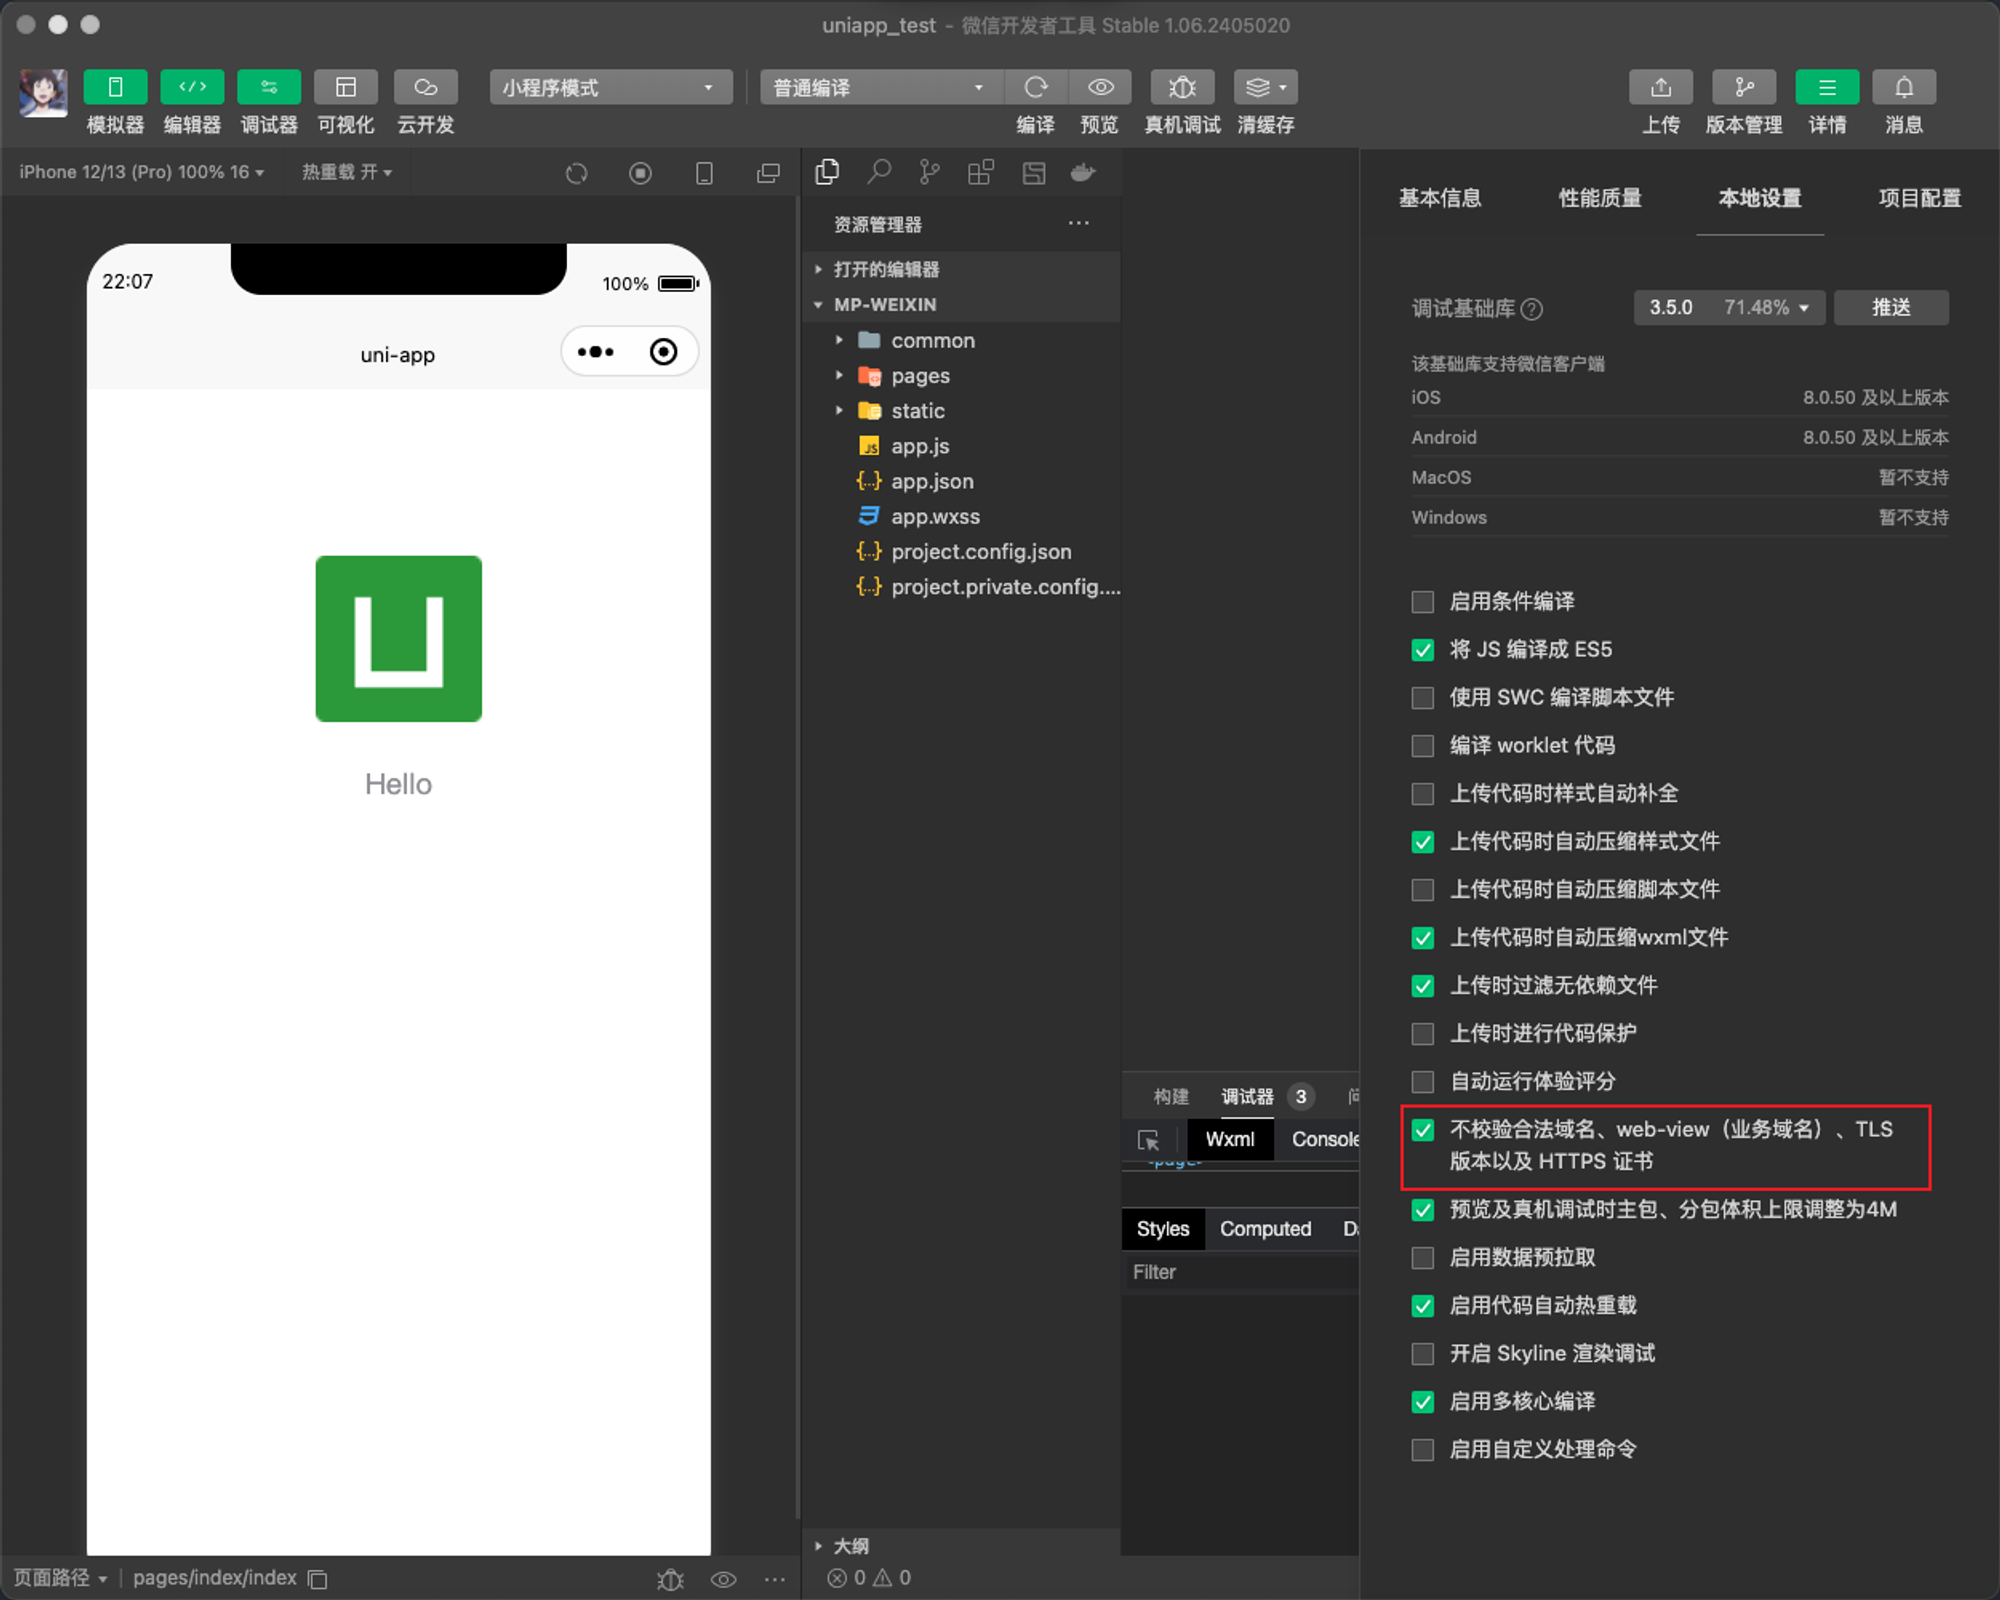 uniapp_test - 微信开发者工具 Stable 1.06.2405020
小程序模式
普通编译
模拟器 编辑器 调试器 可视化 云开发
编译 预览 真机调试 清缓存
上传 版本管理 详情 消息
iPhone 12/13 (Pro) 100% 16
热重载 开
22:07
100%
uni-app
Hello
页面路径
pages/index/index
资源管理器
打开的编辑器
MP-WEIXIN
common
pages
static
JS app.js
{..} app.json
app.wxss
{..} project.config.json
{..} project.private.config....
大纲
0 0
构建 调试器 3
Wxml Console
Styles Computed
Filter
基本信息 性能质量 本地设置 项目配置
调试基础库 ? 3.5.0 71.48% 推送
该基础库支持微信客户端
iOS 8.0.50 及以上版本
Android 8.0.50 及以上版本
MacOS 暂不支持
Windows 暂不支持
启用条件编译
将 JS 编译成 ES5
使用 SWC 编译脚本文件
编译 worklet 代码
上传代码时样式自动补全
上传代码时自动压缩样式文件
上传代码时自动压缩脚本文件
上传代码时自动压缩wxml文件
上传时过滤无依赖文件
上传时进行代码保护
自动运行体验评分
不校验合法域名、web-view（业务域名）、TLS
版本以及 HTTPS 证书
预览及真机调试时主包、分包体积上限调整为4M
启用数据预拉取
启用代码自动热重载
开启 Skyline 渲染调试
启用多核心编译
启用自定义处理命令